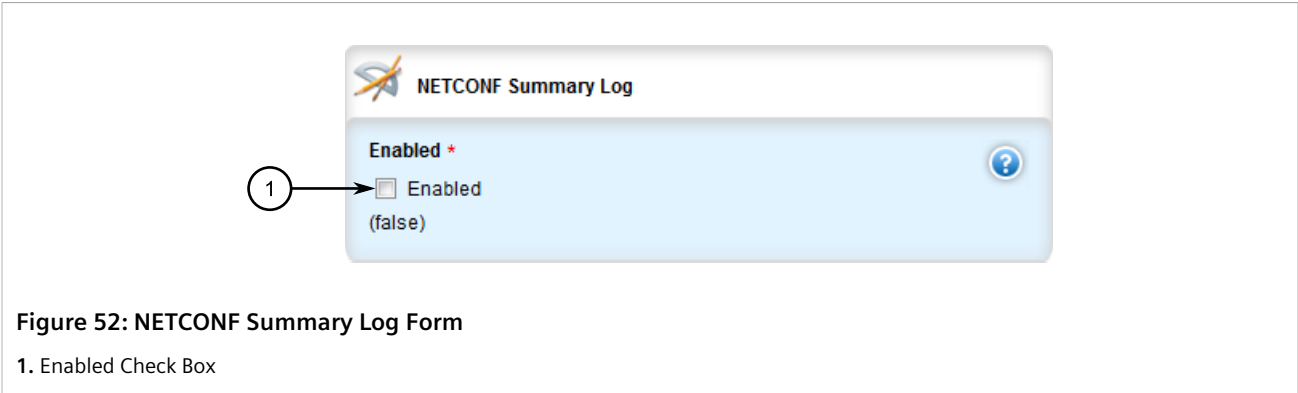 NETCONF Summary Log
Enabled *
?
1
Enabled
(false)
Figure 52: NETCONF Summary Log Form
1. Enabled Check Box